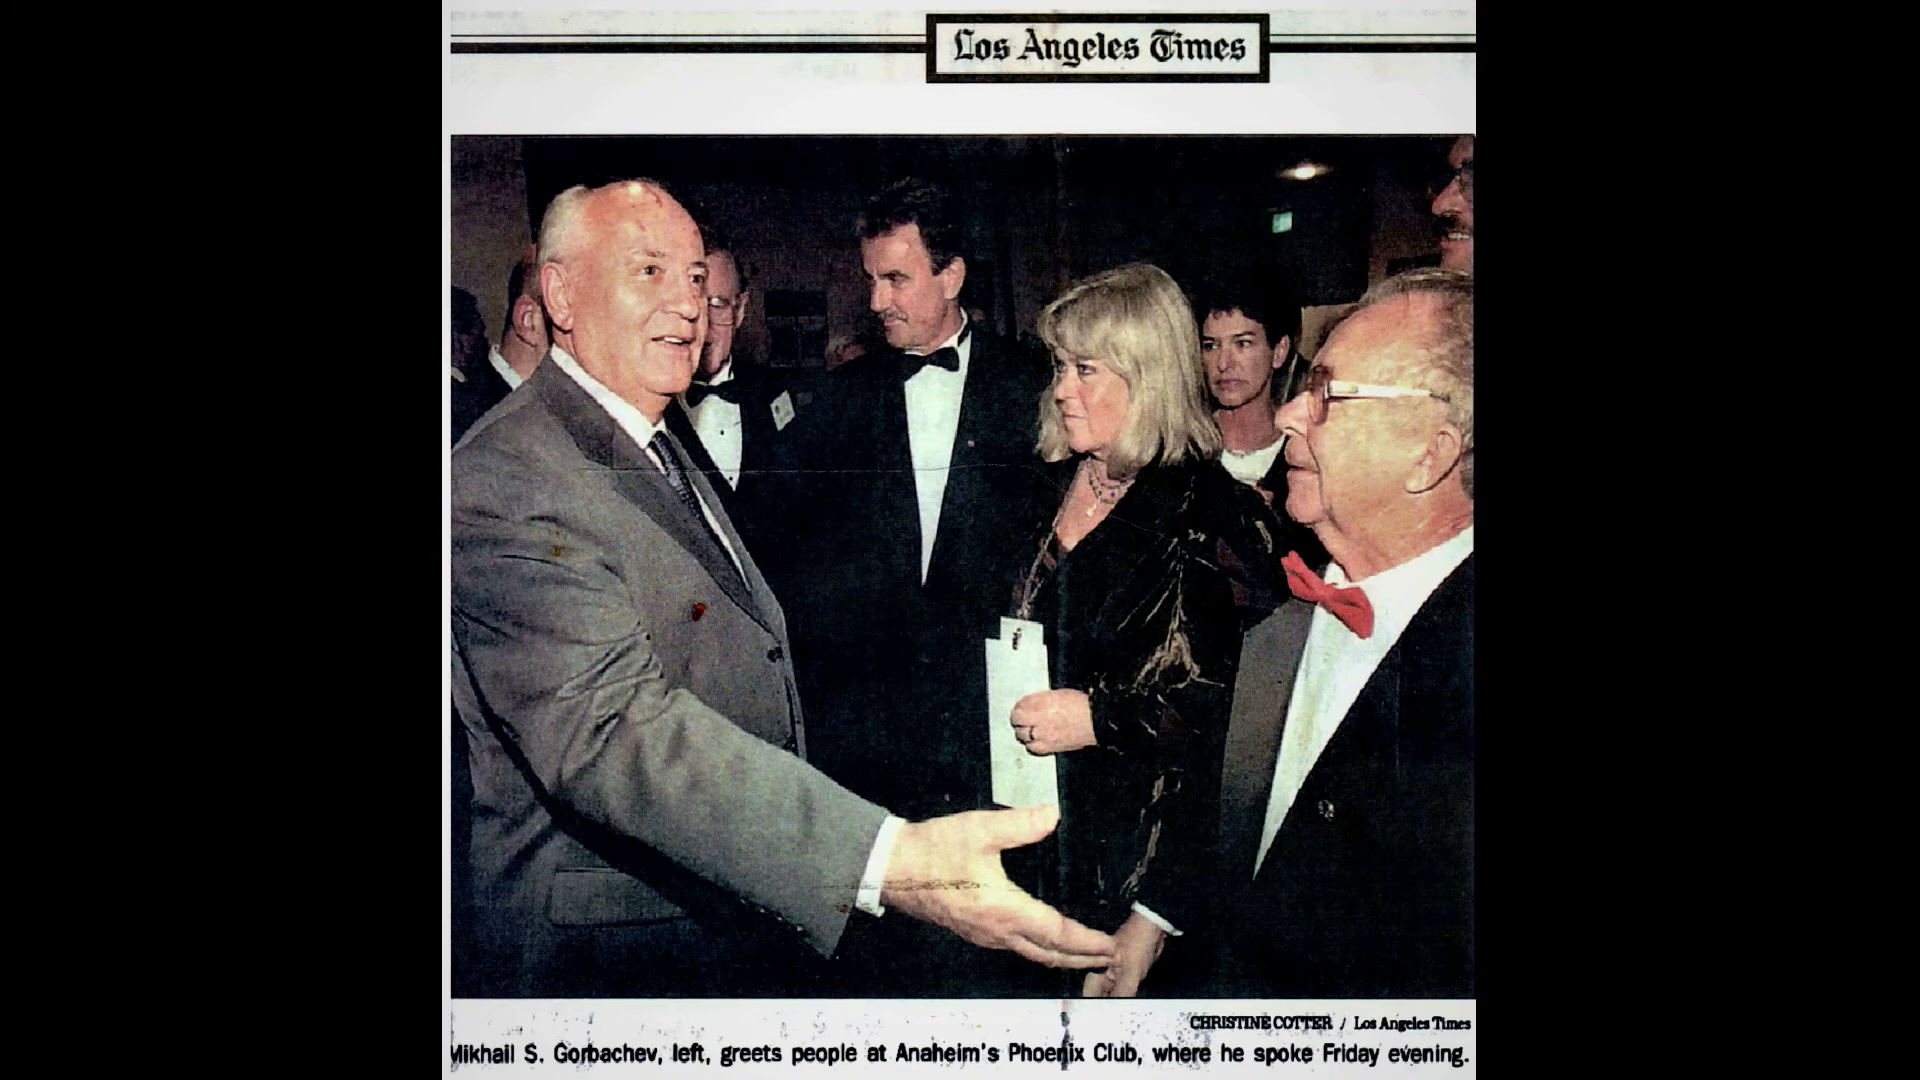 Los Angeles Times
CHRISTINE COTTER / Los Angeles Times
Mikhail S. Gorbachev, left, greets people at Anaheim's Phoenix Club, where he spoke Friday evening.